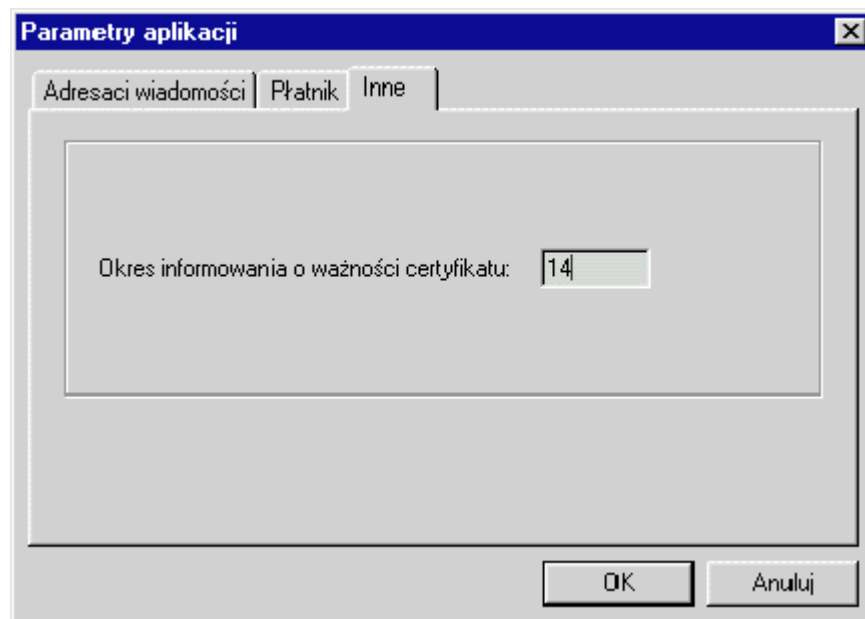 Parametry aplikacji
Adresaci wiadomości Płatnik Inne
Okres informowania o ważności certyfikatu: 14
OK Anuluj